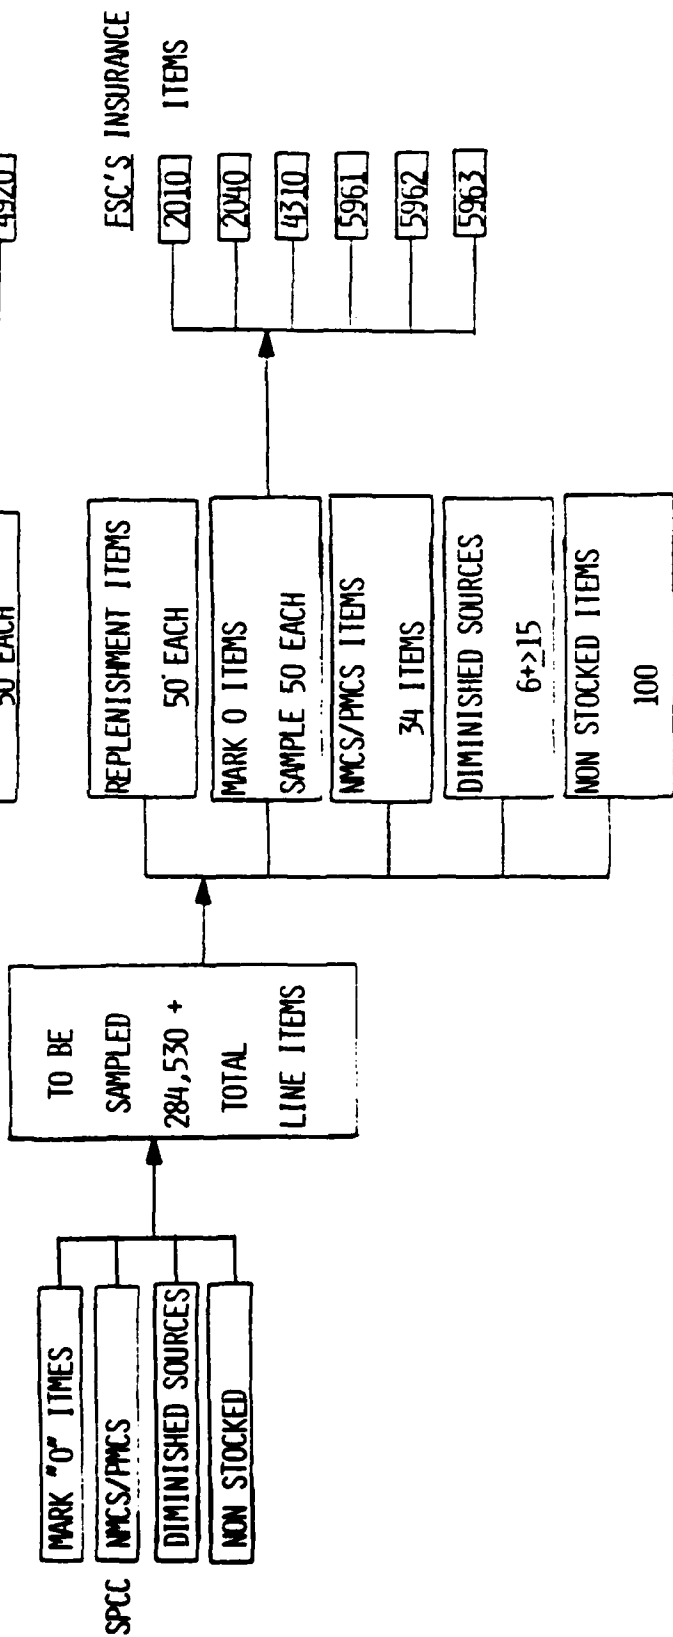 SPCC
MARK "0" ITMES
NMCS/PMCS
DIMINISHED SOURCES
NON STOCKED
TO BE
SAMPLED
284,530 +
TOTAL
LINE ITEMS
50 EACH
REPLENISHMENT ITEMS
50 EACH
MARK 0 ITEMS
SAMPLE 50 EACH
NMCS/PMCS ITEMS
34 ITEMS
DIMINISHED SOURCES
6+≥15
NON STOCKED ITEMS
100
4920
FSC'S INSURANCE
ITEMS
2010
2040
4310
5961
5962
5963